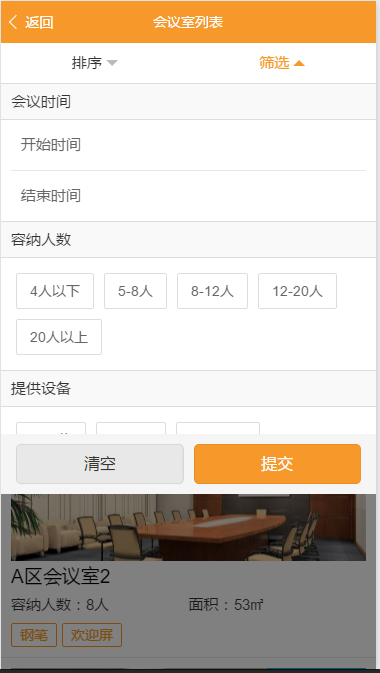 返回 会议室列表
排序 筛选
会议时间
开始时间
结束时间
容纳人数
4人以下 5-8人 8-12人 12-20人
20人以上
提供设备
清空 提交
A区会议室2
容纳人数：8人 面积：53㎡
钢笔 欢迎屏